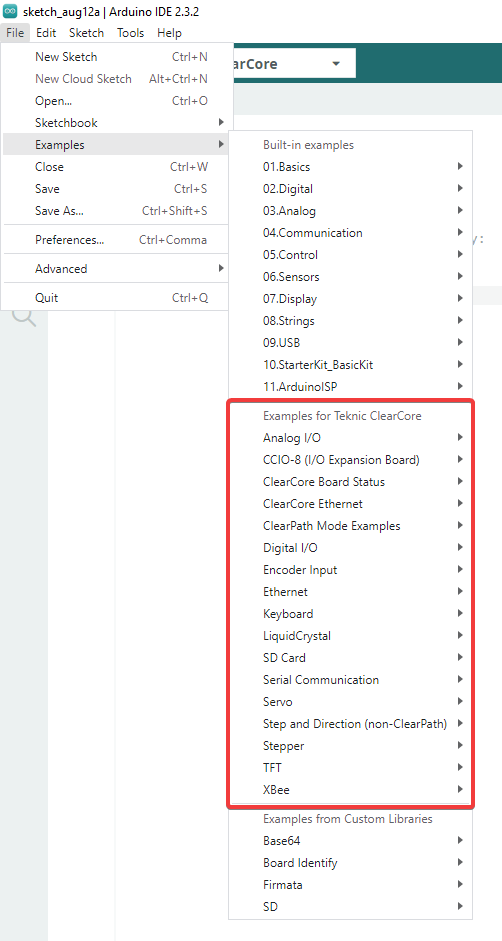 sketch_aug12a | Arduino IDE 2.3.2
File Edit Sketch Tools Help
New Sketch Ctrl+N
New Cloud Sketch Alt+Ctrl+N
Open... Ctrl+O
Sketchbook
Examples
Close Ctrl+W
Save Ctrl+S
Save As... Ctrl+Shift+S
Preferences... Ctrl+Comma
Advanced
Quit Ctrl+Q
Built-in examples
01.Basics
02.Digital
03.Analog
04.Communication
05.Control
06.Sensors
07.Display
08.Strings
09.USB
10.StarterKit_BasicKit
11.ArduinoISP
Examples for Teknic ClearCore
Analog I/O
CCIO-8 (I/O Expansion Board)
ClearCore Board Status
ClearCore Ethernet
ClearPath Mode Examples
Digital I/O
Encoder Input
Ethernet
Keyboard
LiquidCrystal
SD Card
Serial Communication
Servo
Step and Direction (non-ClearPath)
Stepper
TFT
XBee
Examples from Custom Libraries
Base64
Board Identify
Firmata
SD